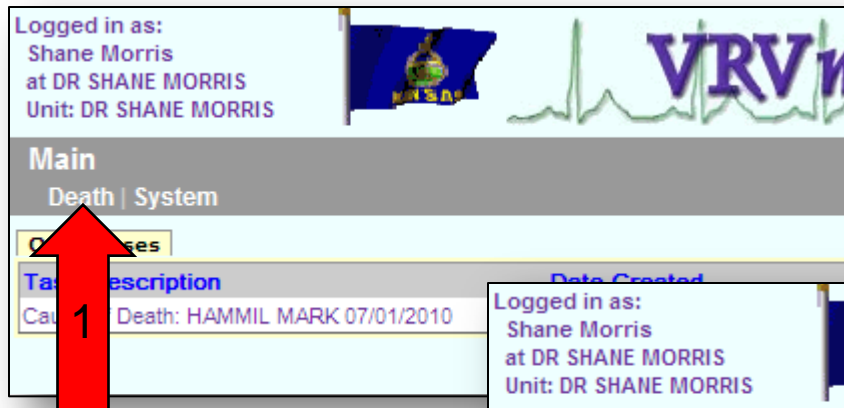 Logged in as:
Shane Morris
at DR SHANE MORRIS
Unit: DR SHANE MORRIS
VRV
Main
Death | System
Description
Date Created
Death: HAMMIL MARK 07/01/2010
1
Logged in as:
Shane Morris
at DR SHANE MORRIS
Unit: DR SHANE MORRIS